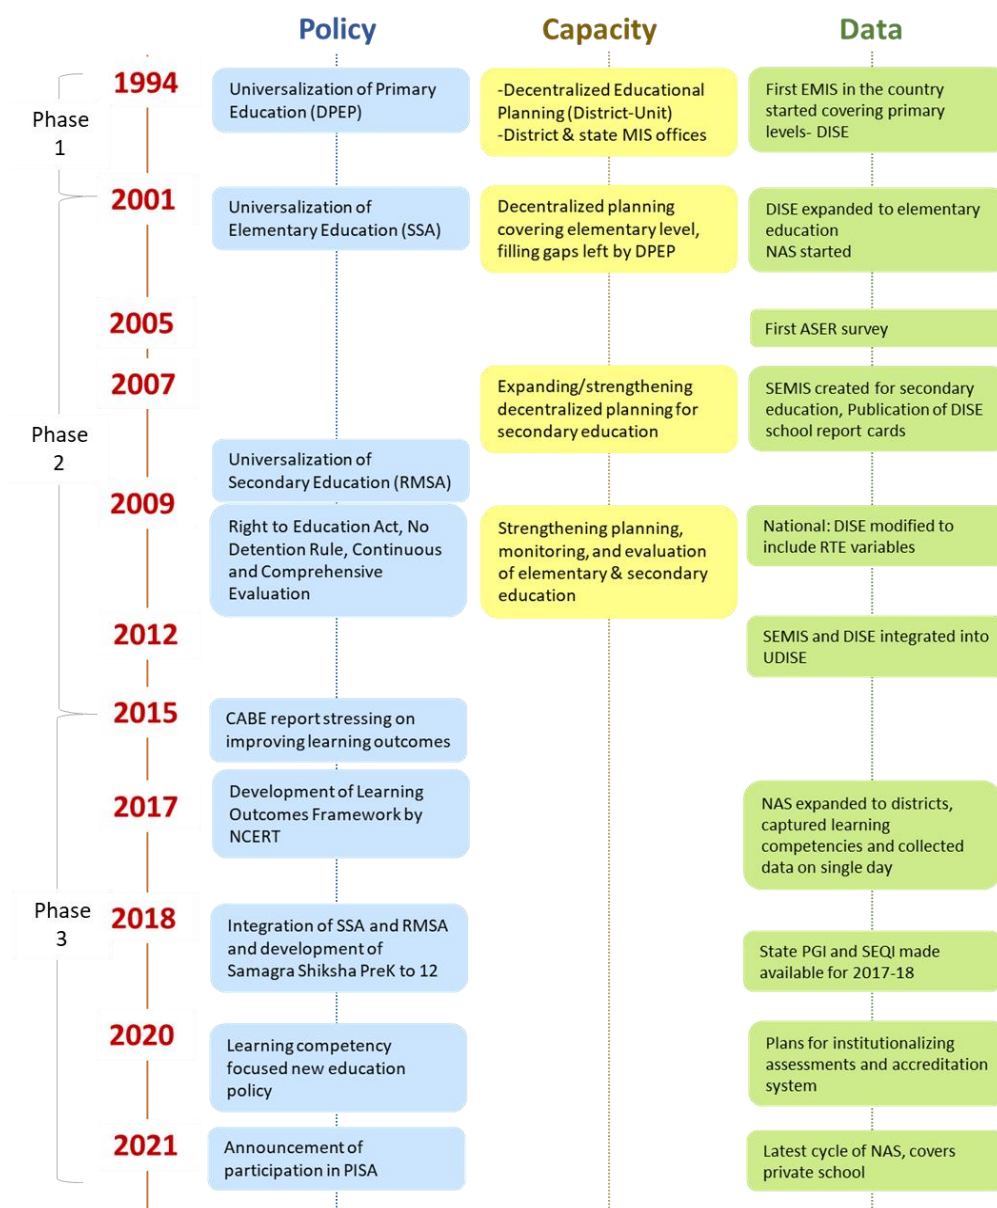 Policy
Capacity
Data
Phase
1
1994
Universalization of Primary
Education (DPEP)
-Decentralized Educational
Planning (District-Unit)
-District & state MIS offices
First EMIS in the country
started covering primary
levels- DISE
2001
Universalization of
Elementary Education (SSA)
Decentralized planning
covering elementary level,
filling gaps left by DPEP
DISE expanded to elementary
education
NAS started
Phase
2
2005
First ASER survey
2007
Expanding/strengthening
decentralized planning for
secondary education
SEMIS created for secondary
education, Publication of DISE
school report cards
2009
Universalization of
Secondary Education (RMSA)
Right to Education Act, No
Detention Rule, Continuous
and Comprehensive
Evaluation
Strengthening planning,
monitoring, and evaluation
of elementary & secondary
education
National: DISE modified to
include RTE variables
2012
SEMIS and DISE integrated into
UDISE
2015
CABE report stressing on
improving learning outcomes
2017
Development of Learning
Outcomes Framework by
NCERT
NAS expanded to districts,
captured learning
competencies and collected
data on single day
Phase
3
2018
Integration of SSA and RMSA
and development of
Samagra Shiksha PreK to 12
State PGI and SEQI made
available for 2017-18
2020
Learning competency
focused new education
policy
Plans for institutionalizing
assessments and accreditation
system
2021
Announcement of
participation in PISA
Latest cycle of NAS, covers
private school